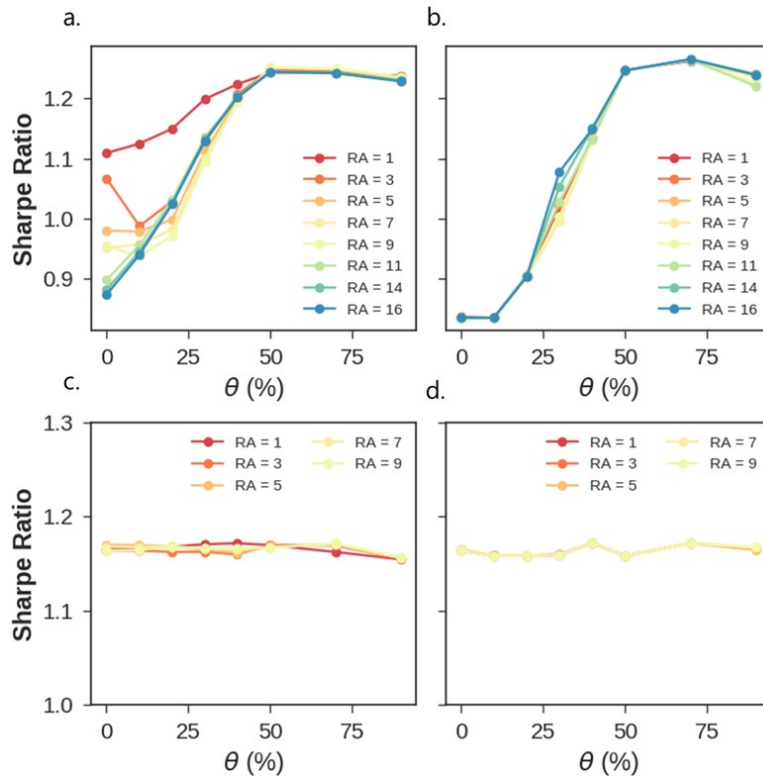 a.
b.
Sharpe Ratio
1.2
1.1
1.0
0.9
RA = 1
RA = 3
RA = 5
RA = 7
RA = 9
RA = 11
RA = 14
RA = 16
RA = 1
RA = 3
RA = 5
RA = 7
RA = 9
RA = 11
RA = 14
RA = 16
0 25 50 75
0 25 50 75
θ (%)
θ (%)
c.
d.
Sharpe Ratio
1.3
1.2
1.1
1.0
RA = 1 RA = 7
RA = 3 RA = 9
RA = 5
RA = 1 RA = 7
RA = 3 RA = 9
RA = 5
0 25 50 75
0 25 50 75
θ (%)
θ (%)